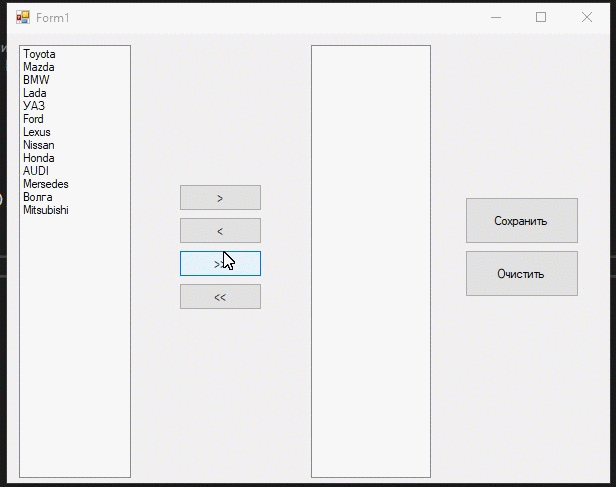 Form1
Toyota
Mazda
BMW
Lada
УАЗ
Ford
Lexus
Nissan
Honda
AUDI
Mersedes
Волга
Mitsubishi
>
<
>>
<<
Сохранить
Очистить